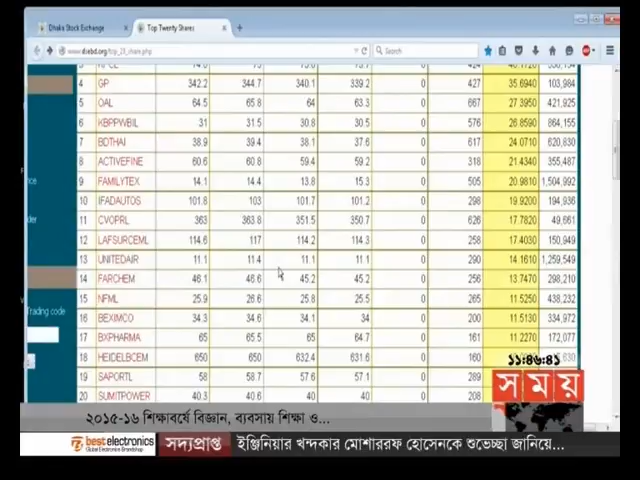 Dhaka Stock Exchange
Top Twenty Shares
www.dsebd.org/top_20_share.php
Search
4 GP 342.2 344.7 340.1 339.2 0 427 35.6940 103,984
5 OAL 64.5 65.8 64 63.3 0 667 27.3950 421,925
6 KBPPWBIL 31 31.5 30.8 30.5 0 576 26.8590 864,155
7 BDTHAI 38.9 39.4 38.1 37.6 0 617 24.0710 620,830
8 ACTIVEFINE 60.6 60.8 59.4 59.2 0 318 21.4340 355,487
9 FAMILYTEX 14.1 14.4 13.8 15.3 0 505 20.9810 1,504,992
10 IFADAUTOS 101.8 103 101.7 101.2 0 298 19.9200 194,936
11 CVOPRL 363 363.8 351.5 350.7 0 626 17.7820 49,661
12 LAFSURCEML 114.6 117 114.2 114.3 0 258 17.4030 150,949
13 UNITEDAIR 11.1 11.4 11.1 11.1 0 259 14.1610 1,259,549
14 FARCHEM 46.1 46.6 45.2 45.2 0 256 13.7470 298,210
Trading code
15 NFML 25.9 26.6 25.8 25.5 0 265 11.5250 438,232
16 BEXIMCO 34.3 34.6 34.1 34 0 200 11.5130 334,972
17 BXPHARMA 65 65.5 65 64.7 0 161 11.2270 172,077
18 HEIDELBCEM 650 650 632.4 631.6 0 160
19 SAPORTL 58 58.7 57.6 57.1 0 289
20 SUMITPOWER 40.3 40.6 40 40 0 208
১১:৪৬:৪১
সময়
২০১৫-১৬ শিক্ষাবর্ষে বিজ্ঞান, ব্যবসায় শিক্ষা ও...
best electronics
Global Electronics Brandshop
সদ্যপ্রাপ্ত
ইঞ্জিনিয়ার খন্দকার মোশাররফ হোসেনকে শুভেচ্ছা জানিয়ে...